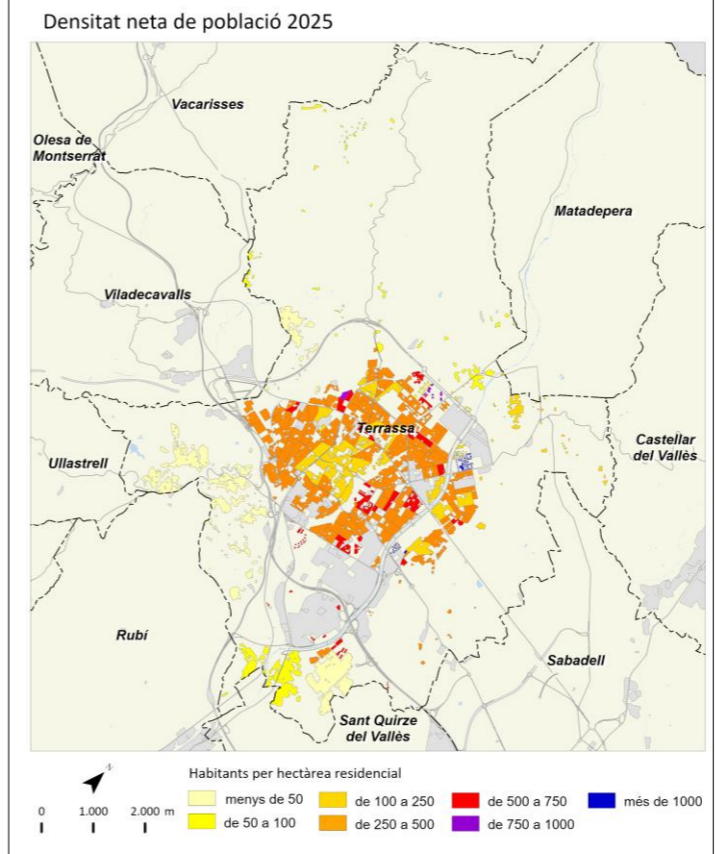 Densitat neta de població 2025
Vacarisses
Olesa de
Montserrat
Matadepera
Viladecavalls
Terrassa
Castellar
del Vallès
Ullastrell
Rubí
Sabadell
Sant Quirze
del Vallès
N
Habitants per hectàrea residencial
0 1.000 2.000 m
menys de 50
de 50 a 100
de 100 a 250
de 250 a 500
de 500 a 750
de 750 a 1000
més de 1000